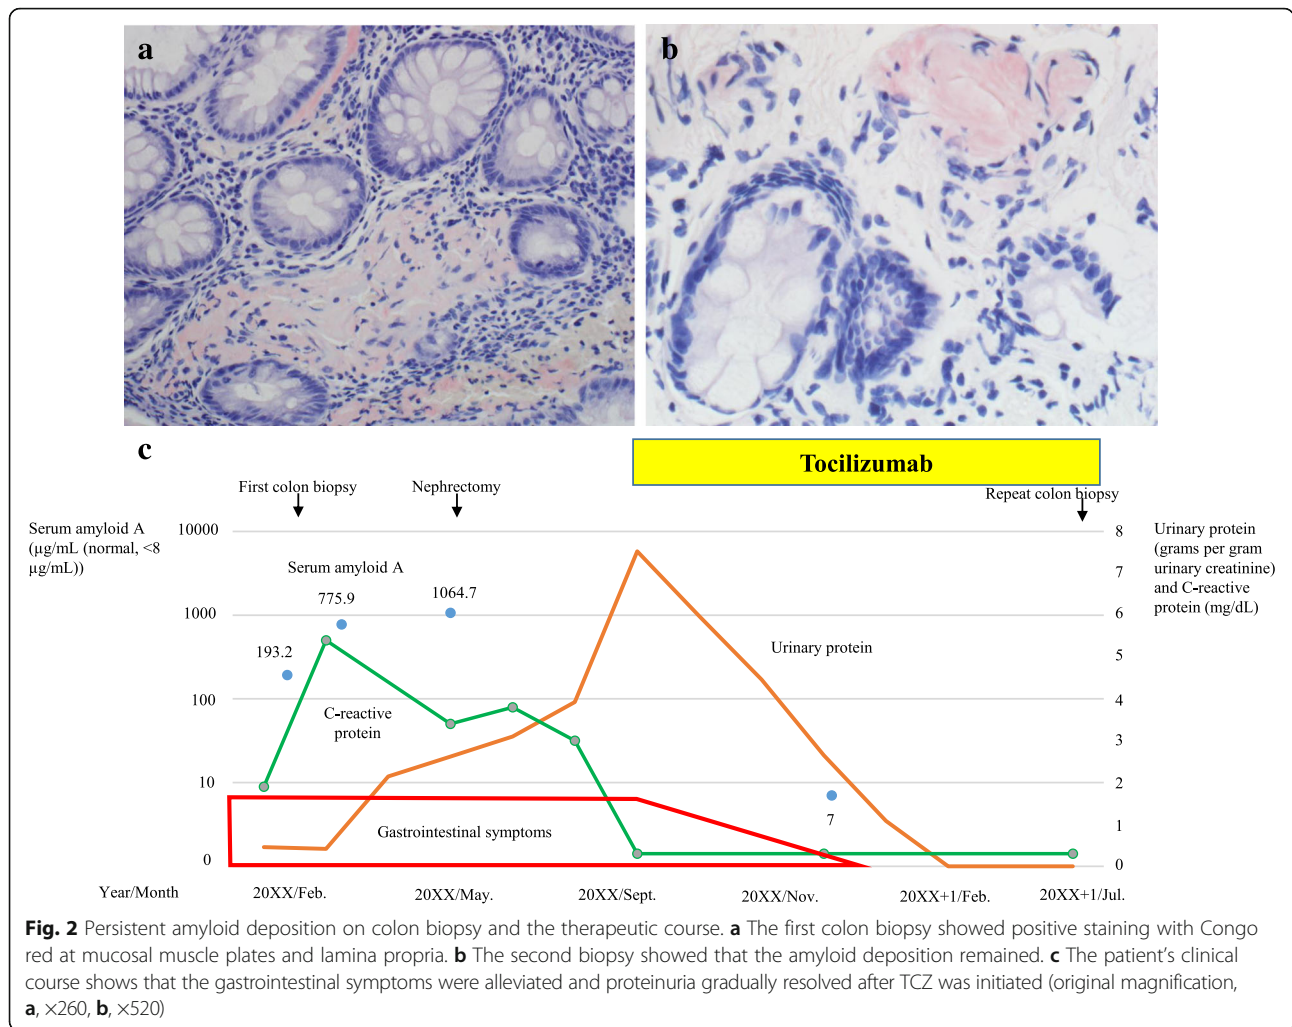 a
b
c
Tocilizumab
First colon biopsy
Nephrectomy
Repeat colon biopsy
Serum amyloid A
(µg/mL (normal, <8
µg/mL))
10000
1000
100
10
0
Serum amyloid A
193.2
775.9
1064.7
7
C-reactive
protein
Urinary protein
Gastrointestinal symptoms
8
7
6
5
4
3
2
1
0
Urinary protein
(grams per gram
urinary creatinine)
and C-reactive
protein (mg/dL)
Year/Month
20XX/Feb.
20XX/May.
20XX/Sept.
20XX/Nov.
20XX+1/Feb.
20XX+1/Jul.
Fig. 2 Persistent amyloid deposition on colon biopsy and the therapeutic course. a The first colon biopsy showed positive staining with Congo
red at mucosal muscle plates and lamina propria. b The second biopsy showed that the amyloid deposition remained. c The patient's clinical
course shows that the gastrointestinal symptoms were alleviated and proteinuria gradually resolved after TCZ was initiated (original magnification,
a, ×260, b, ×520)